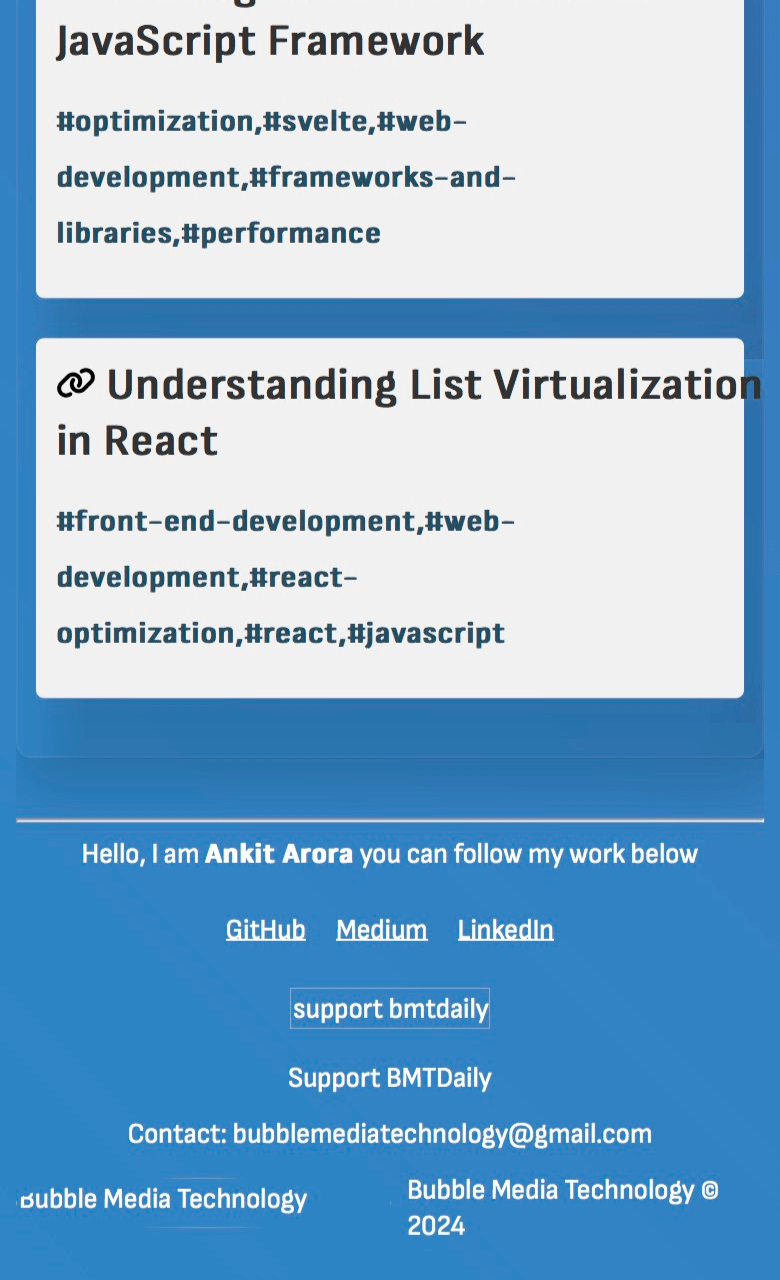 JavaScript Framework
#optimization,#svelte,#web-
development,#frameworks-and-
libraries,#performance
Understanding List Virtualization
in React
#front-end-development,#web-
development,#react-
optimization,#react,#javascript
Hello, I am Ankit Arora you can follow my work below
GitHub Medium LinkedIn
support bmtdaily
Support BMTDaily
Contact: bubblemediatechnology@gmail.com
Bubble Media Technology
Bubble Media Technology ©
2024